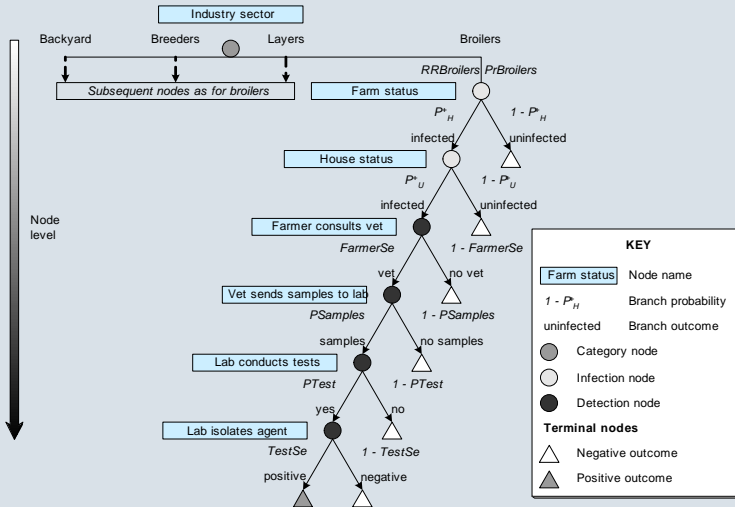 Industry sector
Backyard Breeders Layers Broilers
RRBroilers PrBroilers
Subsequent nodes as for broilers
Farm status
P*H 1 - P*H
infected uninfected
House status
P*U 1 - P*U
infected uninfected
Node
level
Farmer consults vet
FarmerSe 1 - FarmerSe
vet no vet
Vet sends samples to lab
PSamples 1 - PSamples
samples no samples
Lab conducts tests
PTest 1 - PTest
yes no
Lab isolates agent
TestSe 1 - TestSe
positive negative
KEY
Farm status Node name
1 - P*H Branch probability
uninfected Branch outcome
Category node
Infection node
Detection node
Terminal nodes
Negative outcome
Positive outcome